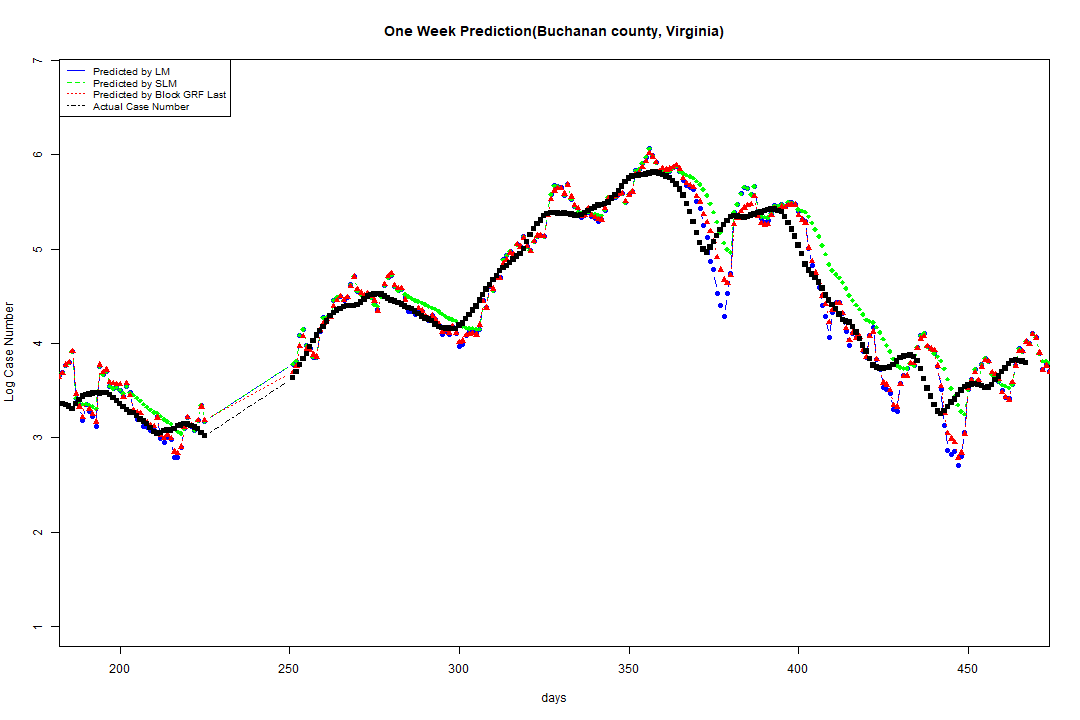 One Week Prediction(Buchanan county, Virginia)
Predicted by LM
Predicted by SLM
Predicted by Block GRF Last
Actual Case Number
Log Case Number
7
6
5
4
3
2
1
200 250 300 350 400 450
days